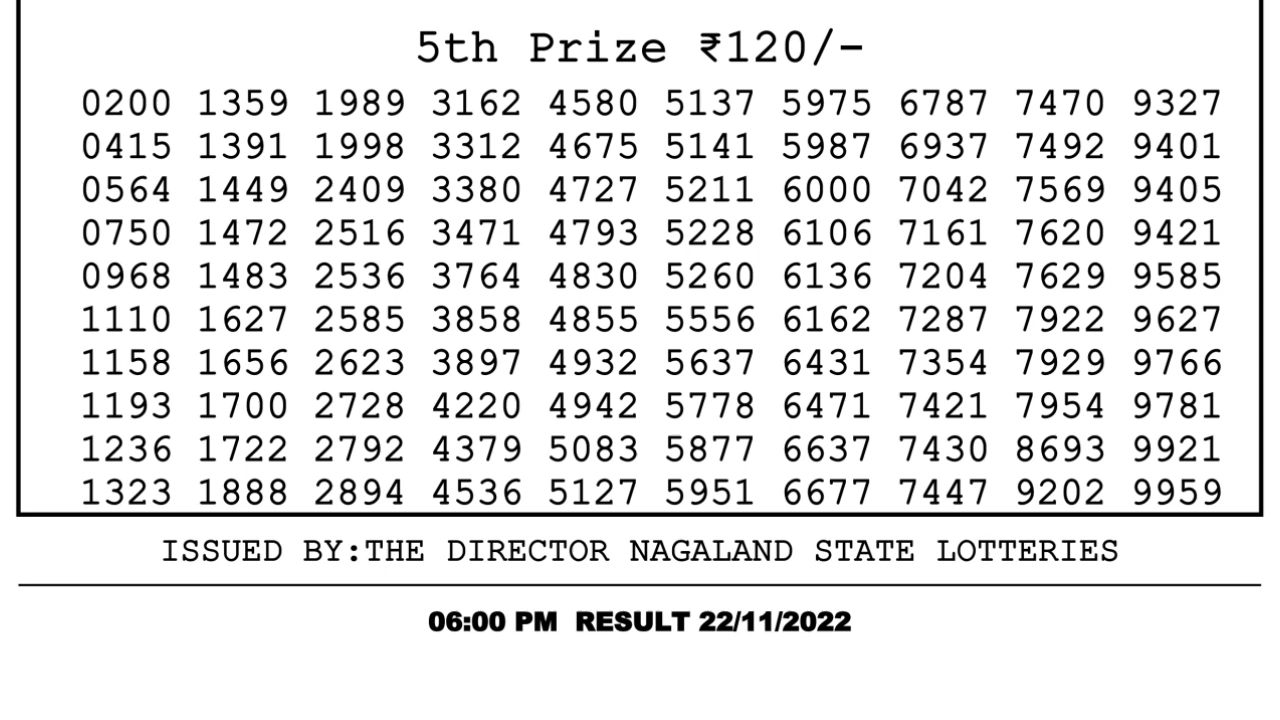 5th Prize ₹120/-
0200 1359 1989 3162 4580 5137 5975 6787 7470 9327
0415 1391 1998 3312 4675 5141 5987 6937 7492 9401
0564 1449 2409 3380 4727 5211 6000 7042 7569 9405
0750 1472 2516 3471 4793 5228 6106 7161 7620 9421
0968 1483 2536 3764 4830 5260 6136 7204 7629 9585
1110 1627 2585 3858 4855 5556 6162 7287 7922 9627
1158 1656 2623 3897 4932 5637 6431 7354 7929 9766
1193 1700 2728 4220 4942 5778 6471 7421 7954 9781
1236 1722 2792 4379 5083 5877 6637 7430 8693 9921
1323 1888 2894 4536 5127 5951 6677 7447 9202 9959
ISSUED BY:THE DIRECTOR NAGALAND STATE LOTTERIES
06:00 PM RESULT 22/11/2022